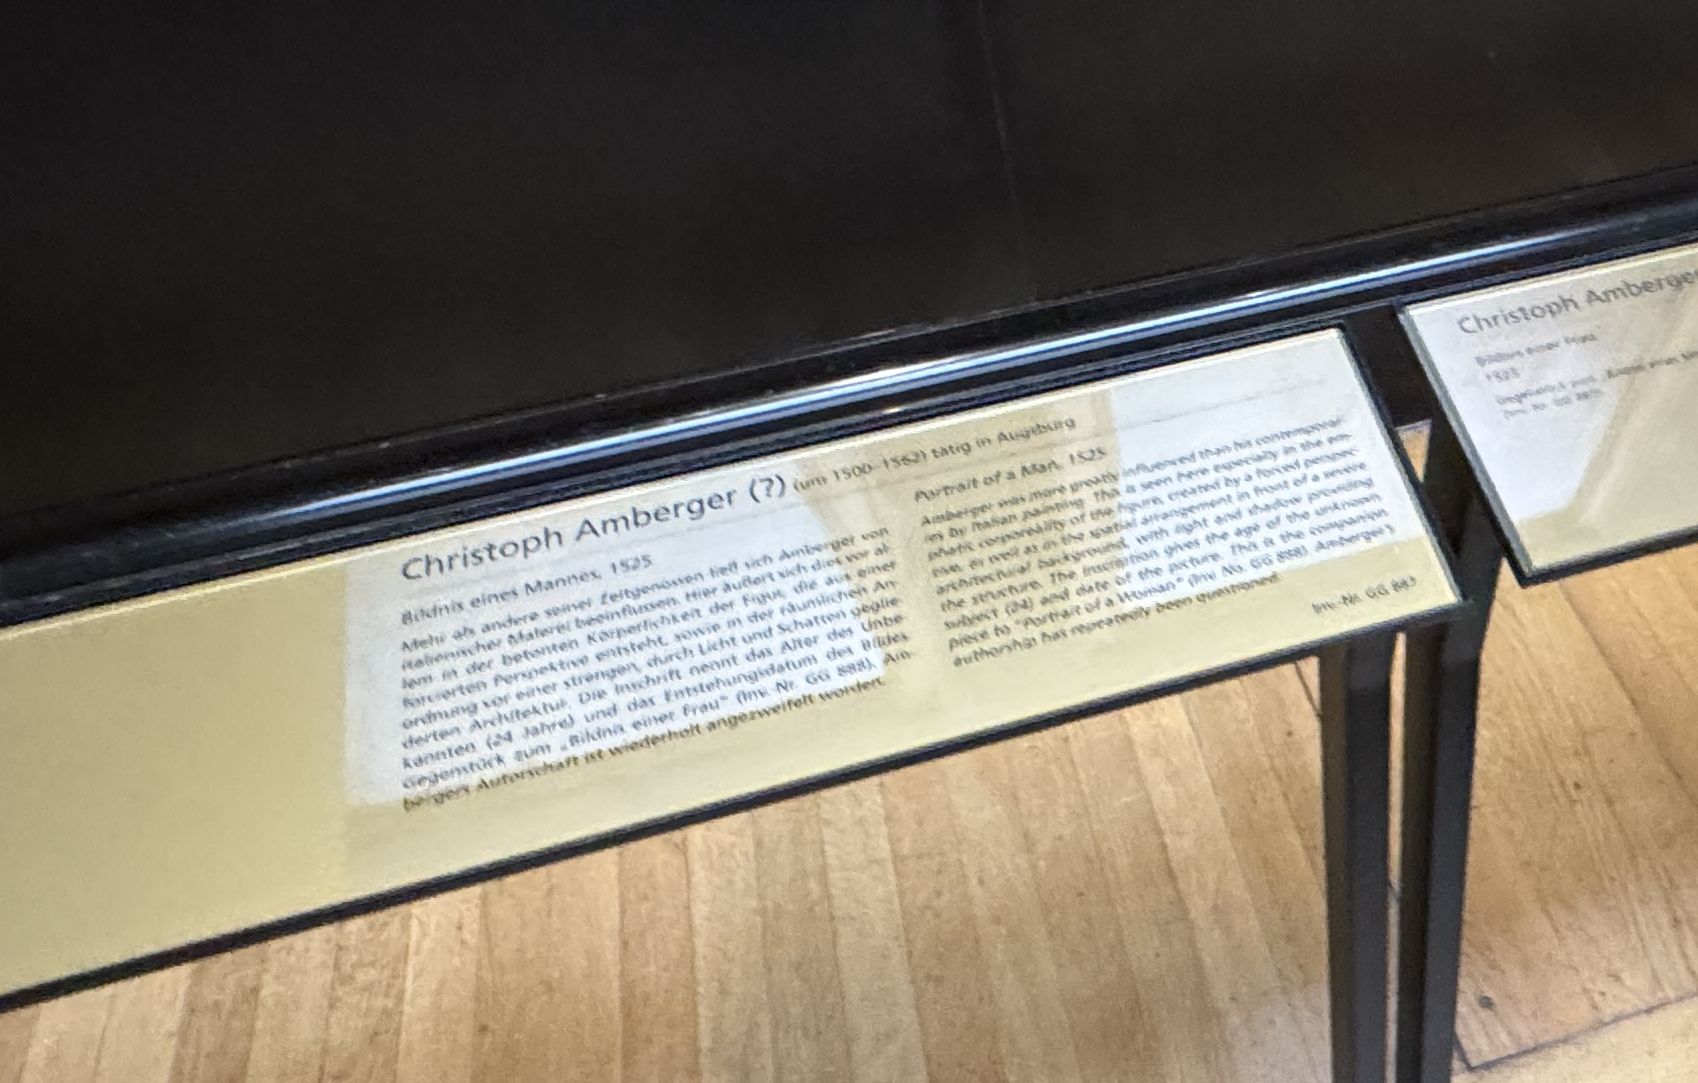 Christoph Amberger (?) (um 1500–1562) tätig in Augsburg
Bildnis eines Mannes, 1525
Mehr als andere seiner Zeitgenossen ließ sich Amberger von
italienischer Malerei beeinflussen. Hier äußert sich dies vor al-
lem in der betonten Körperlichkeit der Figur, die aus einer
forcierten Perspektive entsteht, sowie in der räumlichen An-
ordnung vor einer strengen, durch Licht und Schatten geglie-
derten Architektur. Die Inschrift nennt das Alter des Unbe-
kannten (24 Jahre) und das Entstehungsdatum des Bildes.
Gegenstück zum „Bildnis einer Frau“ (Inv. Nr. GG 888). Am-
bergers Autorschaft ist wiederholt angezweifelt worden.
Portrait of a Man, 1525
Amberger was more greatly influenced than his contemporar-
ies by Italian painting. This is seen here especially in the em-
phatic corporeality of the figure, created by a forced perspec-
tive, as well as in the spatial arrangement in front of a severe
architectural background, with light and shadow providing
the structure. The inscription gives the age of the unknown
subject (24) and date of the picture. This is the companion
piece to "Portrait of a Woman" (Inv. No. GG 888). Amberger's
authorship has repeatedly been questioned.
Inv.-Nr. GG 883
Christoph Amberger
Bildnis einer Frau
1525